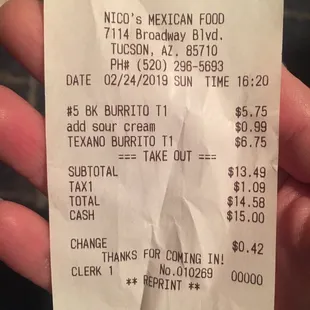 NICO's MEXICAN FOOD
7114 Broadway Blvd.
TUCSON, AZ. 85710
PH# (520) 296-5693
DATE 02/24/2019 SUN TIME 16:20
#5 BK BURRITO T1 $5.75
add sour cream $0.99
TEXANO BURRITO T1 $6.75
=== TAKE OUT ===
SUBTOTAL $13.49
TAX1 $1.09
TOTAL $14.58
CASH $15.00
CHANGE $0.42
THANKS FOR COMING IN!
CLERK 1 No.010269 00000
** REPRINT **